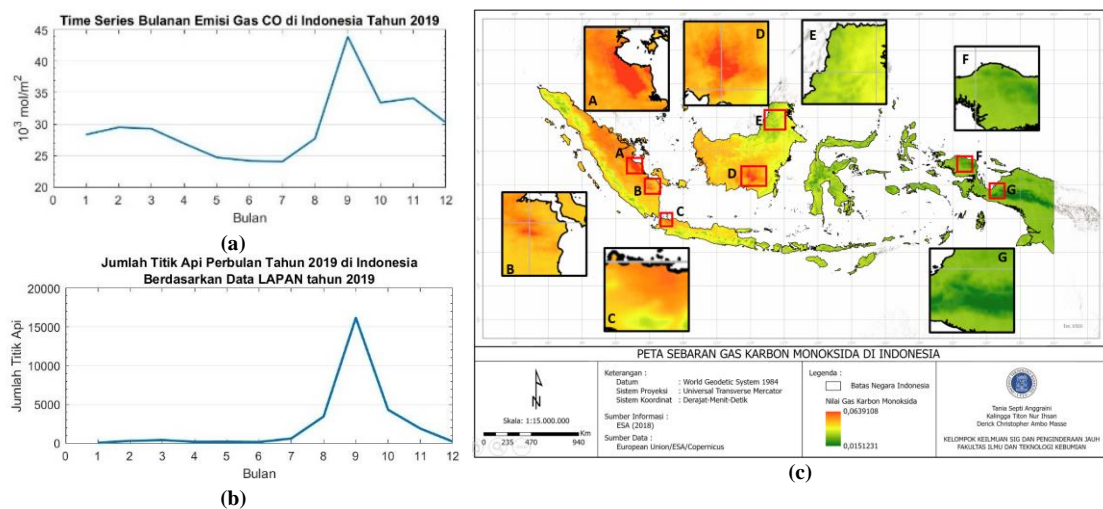 (a)
Time Series Bulanan Emisi Gas CO di Indonesia Tahun 2019
10³ mol/m²
45
40
35
30
25
20
0 1 2 3 4 5 6 7 8 9 10 11 12
Bulan
(a)
Jumlah Titik Api Perbulan Tahun 2019 di Indonesia
Berdasarkan Data LAPAN tahun 2019
Jumlah Titik Api
20000
15000
10000
5000
0
0 1 2 3 4 5 6 7 8 9 10 11 12
Bulan
(b)
A
D
E
F
B
C
G
A
B
C
D
E
F
G
PETA SEBARAN GAS KARBON MONOKSIDA DI INDONESIA
N
Skala: 1:15.000.000
0 235 470 940 Km
Keterangan :
Datum : World Geodetic System 1984
Sistem Proyeksi : Universal Transverse Mercator
Sistem Koordinat : Derajat-Menit-Detik
Sumber Informasi :
ESA (2018)
Sumber Data :
European Union/ESA/Copernicus
Legenda :
Batas Negara Indonesia
Nilai Gas Karbon Monoksida
0,0639108
0,0151231
Tania Septi Anggraini
Kalingga Titon Nur Ihsan
Derick Christopher Ambo Masse
KELOMPOK KEILMUAN SIG DAN PENGINDERAAN JAUH
FAKULTAS ILMU DAN TEKNOLOGI KEBUMIAN
(c)